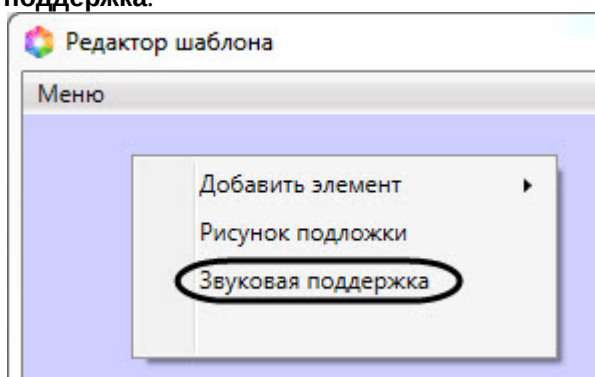 поддержка.
Редактор шаблона
Меню
Добавить элемент
Рисунок подложки
Звуковая поддержка